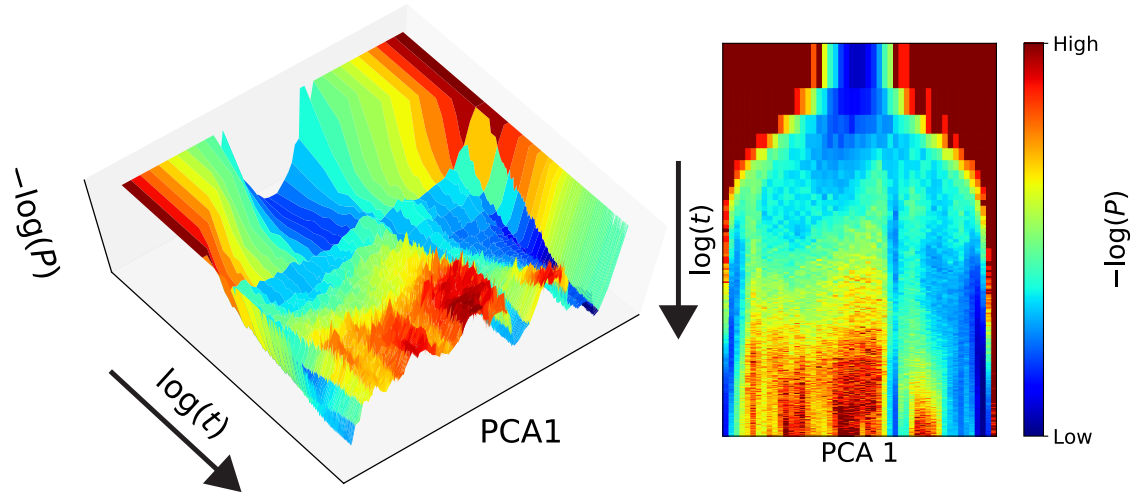 −log(P)
log(t)
PCA1
log(t)
PCA 1
High
Low
−log(P)